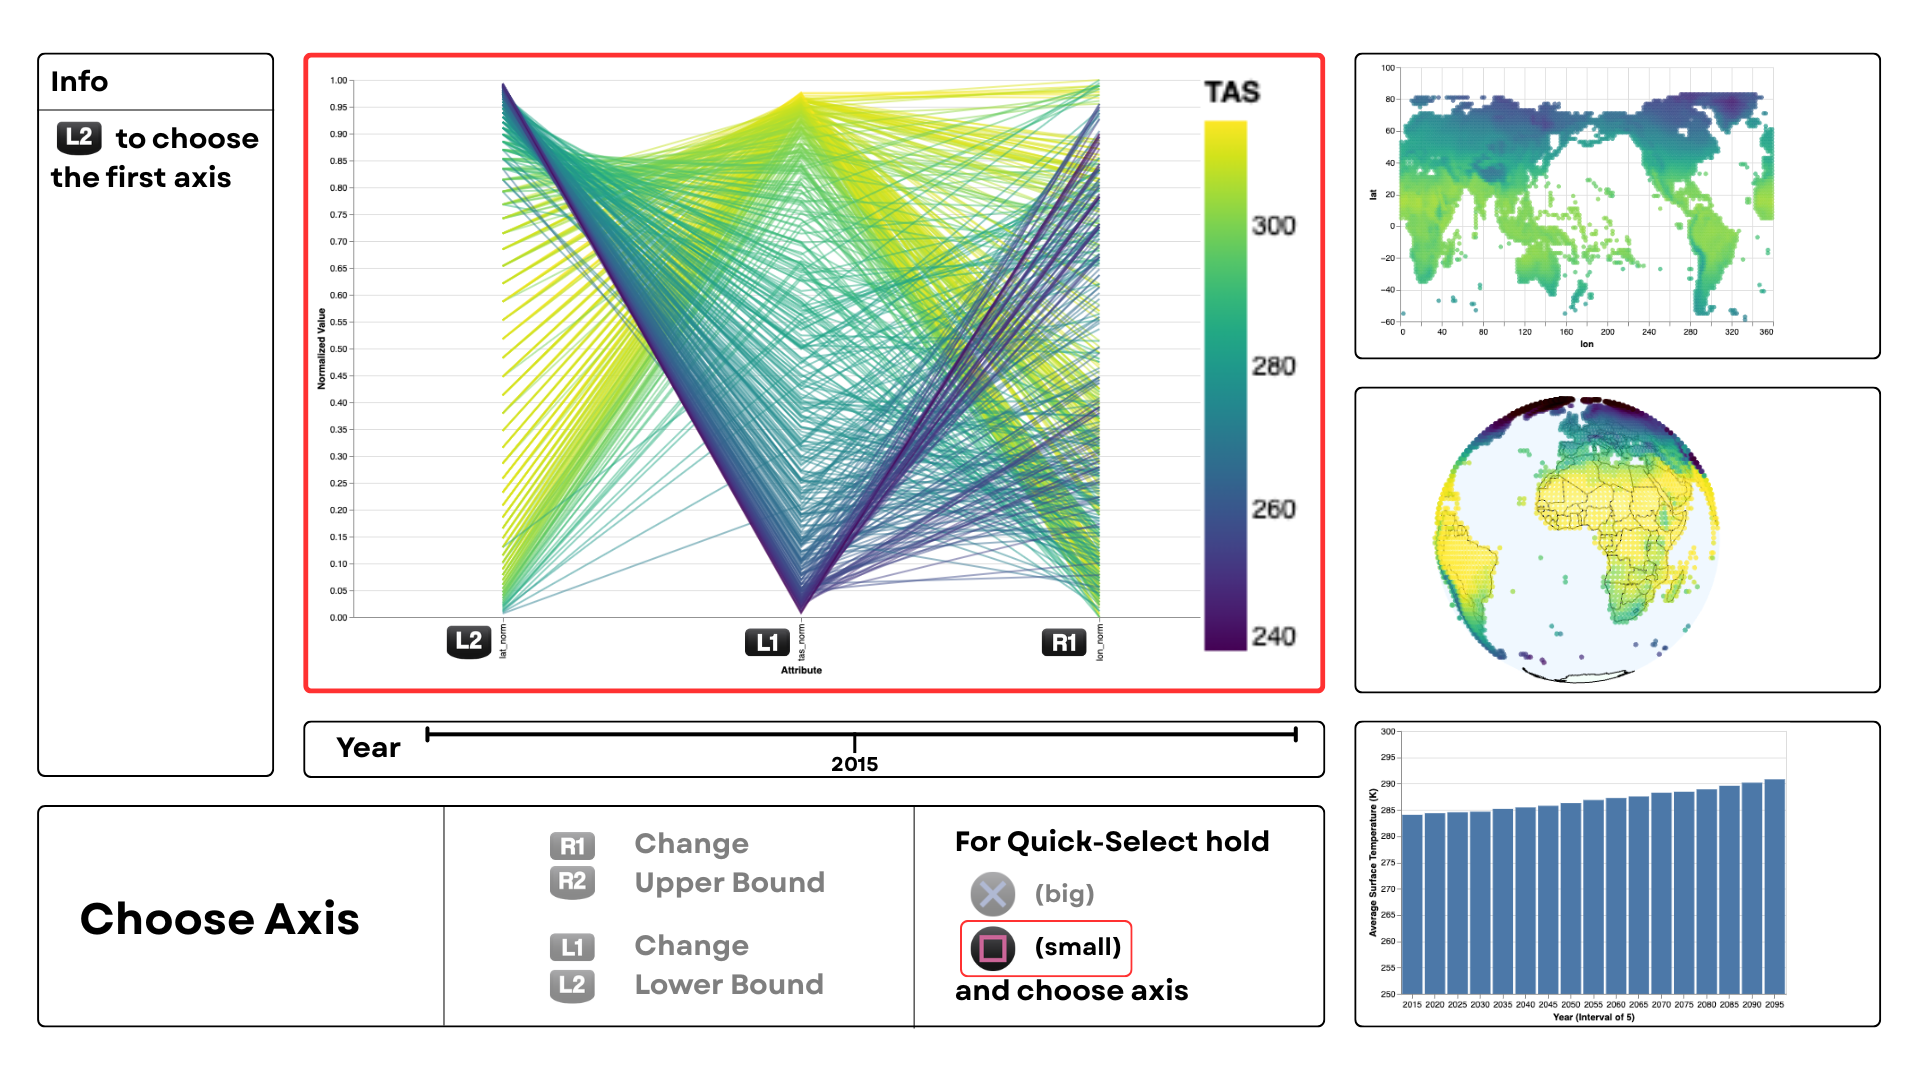 Info
L2 to choose
the first axis
1.00
0.95
0.90
0.85
0.80
0.75
0.70
0.65
0.60
0.55
0.50
0.45
0.40
0.35
0.30
0.25
0.20
0.15
0.10
0.05
0.00
Normalized Value
L2 lat_norm
L1 tas_norm
R1 lon_norm
Attribute
TAS
300
280
260
240
100
80
60
40
20
0
−20
−40
−60
lat
0 40 80 120 160 200 240 280 320 360
lon
Year
2015
300
295
290
285
280
275
270
265
260
255
250
Average Surface Temperature (K)
2015 2020 2025 2030 2035 2040 2045 2050 2055 2060 2065 2070 2075 2080 2085 2090 2095
Year (Interval of 5)
Choose Axis
R1 Change
R2 Upper Bound
L1 Change
L2 Lower Bound
For Quick-Select hold
(big)
(small)
and choose axis